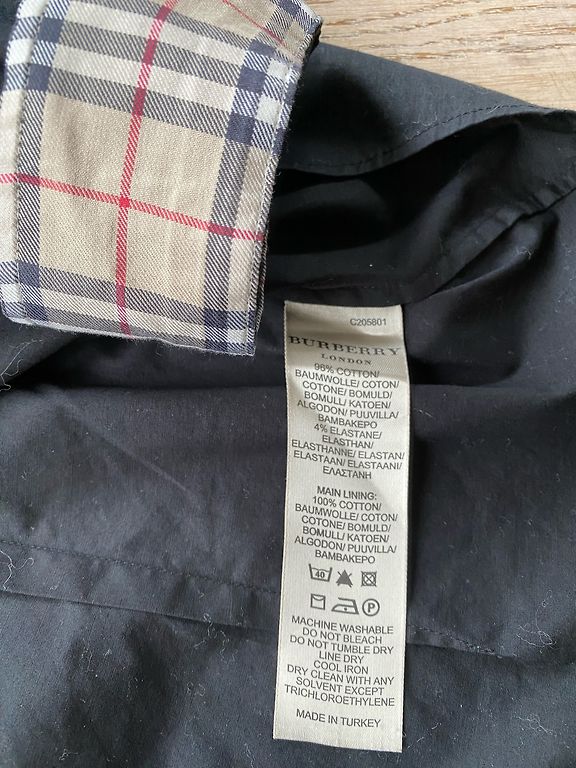 C205801
BURBERRY
LONDON
96% COTTON/
BAUMWOLLE/ COTON/
COTONE/ BOMULD/
BOMULL/ KATOEN/
ALGODON/ PUUVILLA/
BAMBAKEPO
4% ELASTANE/
ELASTHAN/
ELASTHANNE/ ELASTAN/
ELASTAAN/ ELASTAANI/
ΕΛΑΣΤΑΝΗ
MAIN LINING:
100% COTTON/
BAUMWOLLE/ COTON/
COTONE/ BOMULD/
BOMULL/ KATOEN/
ALGODON/ PUUVILLA/
BAMBAKEPO
40
P
MACHINE WASHABLE
DO NOT BLEACH
DO NOT TUMBLE DRY
LINE DRY
COOL IRON
DRY CLEAN WITH ANY
SOLVENT EXCEPT
TRICHLOROETHYLENE
MADE IN TURKEY